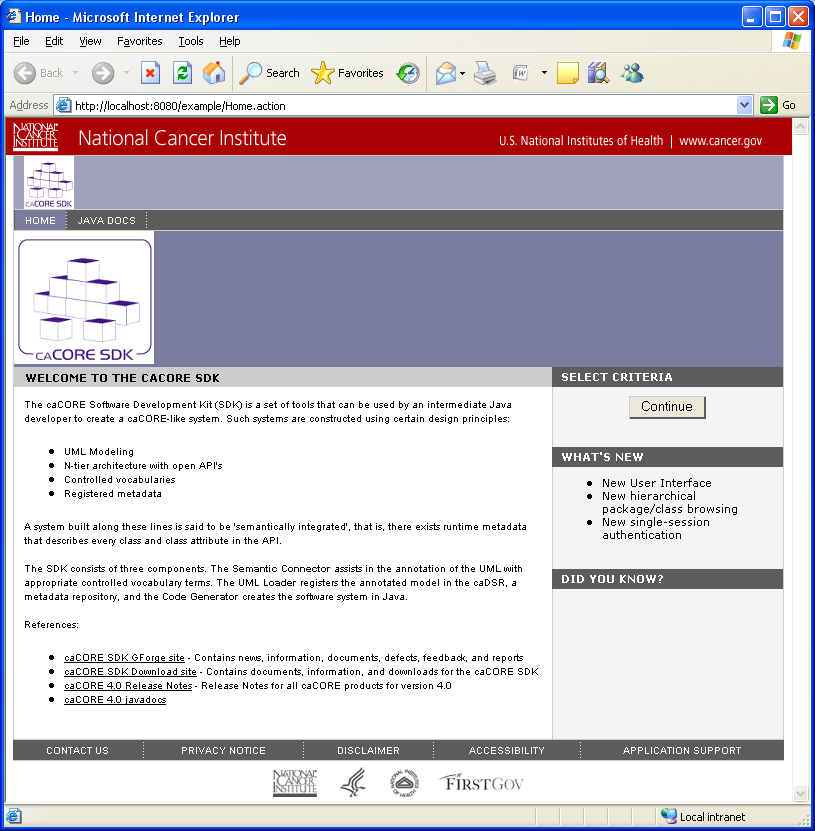 Home - Microsoft Internet Explorer
File Edit View Favorites Tools Help
Back Search Favorites
Address http://localhost:8080/example/Home.action Go
NATIONAL CANCER INSTITUTE National Cancer Institute U.S. National Institutes of Health | www.cancer.gov
caCORE SDK
HOME JAVA DOCS
caCORE SDK
WELCOME TO THE CACORE SDK
The caCORE Software Development Kit (SDK) is a set of tools that can be used by an intermediate Java
developer to create a caCORE-like system. Such systems are constructed using certain design principles:
UML Modeling
N-tier architecture with open API's
Controlled vocabularies
Registered metadata
A system built along these lines is said to be 'semantically integrated', that is, there exists runtime metadata
that describes every class and class attribute in the API.
The SDK consists of three components. The Semantic Connector assists in the annotation of the UML with
appropriate controlled vocabulary terms. The UML Loader registers the annotated model in the caDSR, a
metadata repository, and the Code Generator creates the software system in Java.
References:
caCORE SDK GForge site - Contains news, information, documents, defects, feedback, and reports
caCORE SDK Download site - Contains documents, information, and downloads for the caCORE SDK
caCORE 4.0 Release Notes - Release Notes for all caCORE products for version 4.0
caCORE 4.0 javadocs
SELECT CRITERIA
Continue
WHAT'S NEW
New User Interface
New hierarchical
package/class browsing
New single-session
authentication
DID YOU KNOW?
CONTACT US PRIVACY NOTICE DISCLAIMER ACCESSIBILITY APPLICATION SUPPORT
NATIONAL CANCER INSTITUTE FIRSTGOV
Local intranet